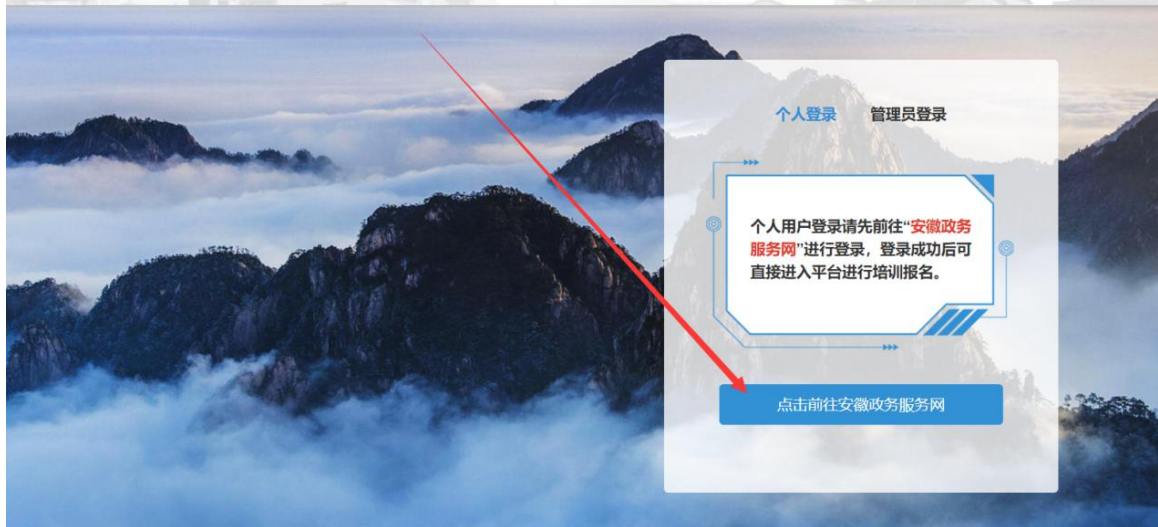 个人登录 管理员登录
个人用户登录请先前往“安徽政务
服务网”进行登录，登录成功后可
直接进入平台进行培训报名。
点击前往安徽政务服务网